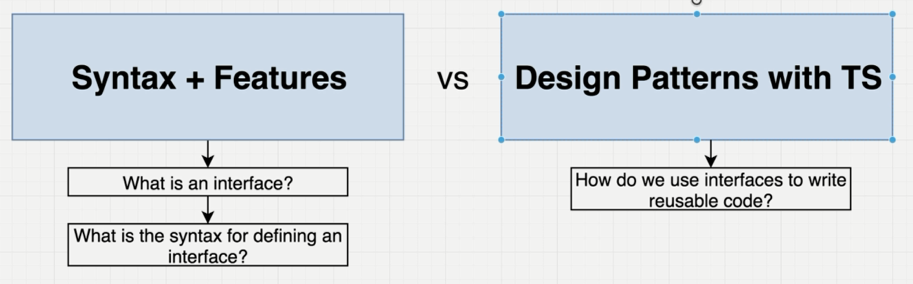 Syntax + Features
vs
Design Patterns with TS
What is an interface?
What is the syntax for defining an
interface?
How do we use interfaces to write
reusable code?